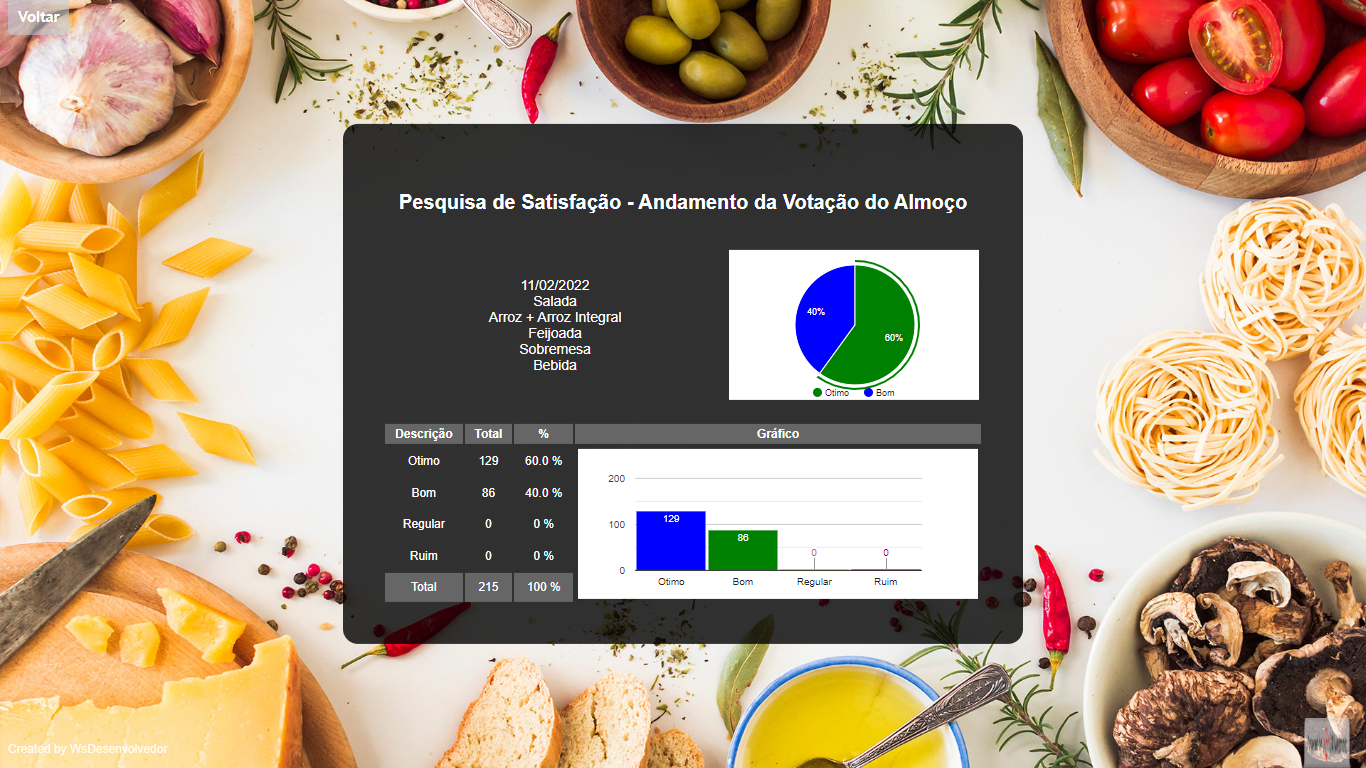 Voltar
Pesquisa de Satisfação - Andamento da Votação do Almoço
11/02/2022
Salada
Arroz + Arroz Integral
Feijoada
Sobremesa
Bebida
40%
60%
Otimo Bom
Descrição Total % Gráfico
Otimo 129 60.0 %
Bom 86 40.0 %
Regular 0 0 %
Ruim 0 0 %
Total 215 100 %
200
100
0
129
86
0
0
Otimo Bom Regular Ruim
Created by WsDesenvolvedor